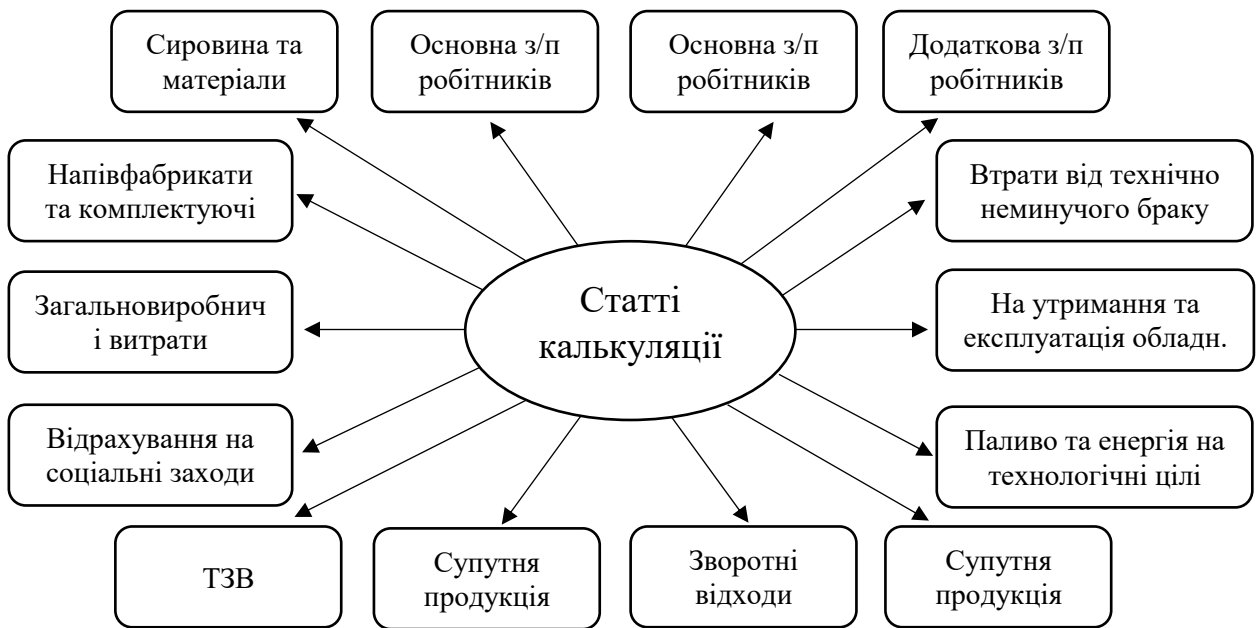 Сировина та
матеріали
Основна з/п
робітників
Основна з/п
робітників
Додаткова з/п
робітників
Напівфабрикати
та комплектуючі
Втрати від технічно
неминучого браку
Загальновиробнич
і витрати
Статті
калькуляції
На утримання та
експлуатація обладн.
Відрахування на
соціальні заходи
Паливо та енергія на
технологічні цілі
ТЗВ
Супутня
продукція
Зворотні
відходи
Супутня
продукція